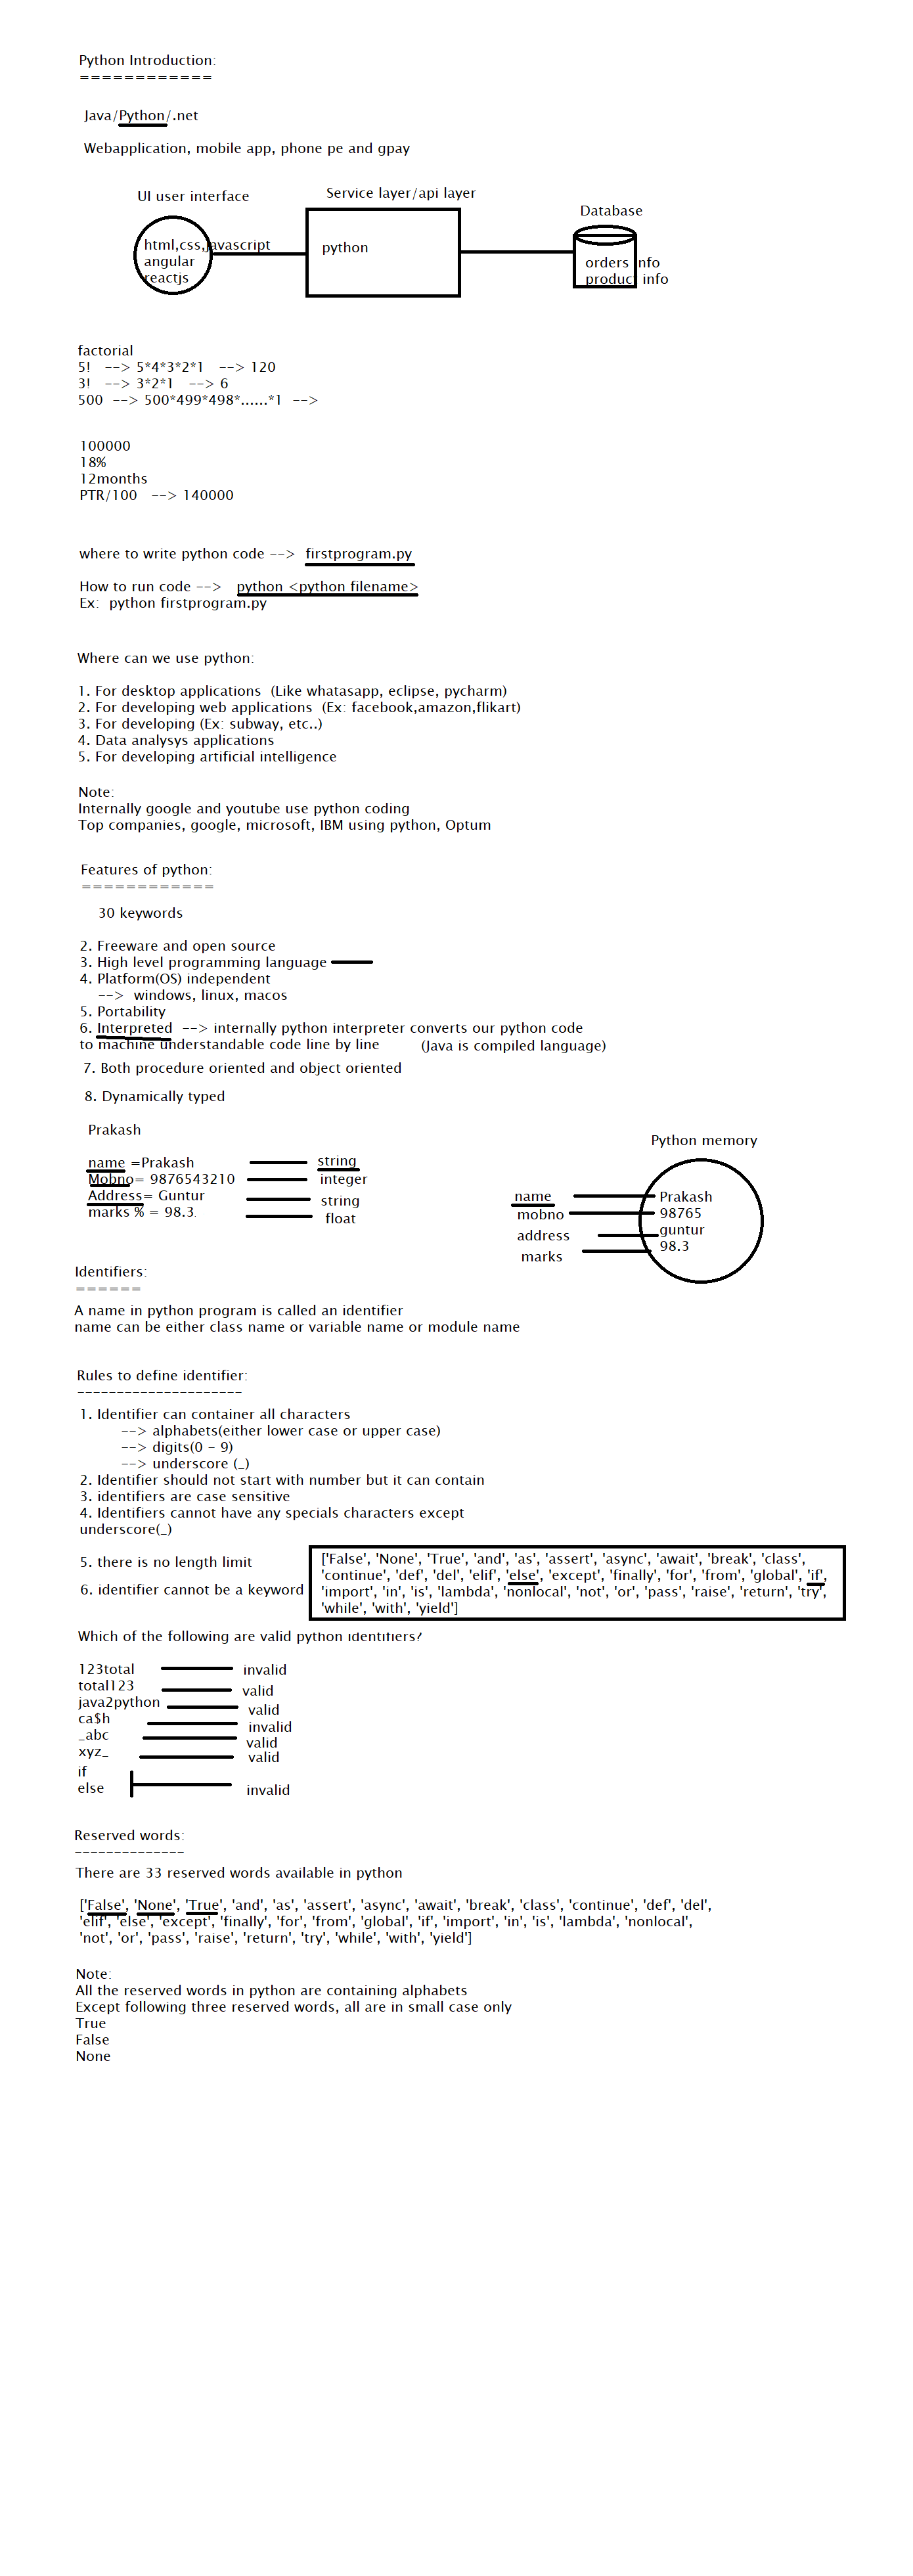 Python Introduction:
============
Java/Python/.net
Webapplication, mobile app, phone pe and gpay
UI user interface
Service layer/api layer
Database
html,css,javascript
angular
reactjs
python
orders info
product info
factorial
5!   --> 5*4*3*2*1   --> 120
3!   --> 3*2*1   --> 6
500  --> 500*499*498*......*1  -->
100000
18%
12months
PTR/100   --> 140000
where to write python code -->  firstprogram.py
How to run code -->   python <python filename>
Ex:  python firstprogram.py
Where can we use python:
1. For desktop applications  (Like whatasapp, eclipse, pycharm)
2. For developing web applications  (Ex: facebook,amazon,flikart)
3. For developing (Ex: subway, etc..)
4. Data analysys applications
5. For developing artificial intelligence
Note:
Internally google and youtube use python coding
Top companies, google, microsoft, IBM using python, Optum
Features of python:
============
30 keywords
2. Freeware and open source
3. High level programming language
4. Platform(OS) independent
-->  windows, linux, macos
5. Portability
6. Interpreted  --> internally python interpreter converts our python code
to machine understandable code line by line        (Java is compiled language)
7. Both procedure oriented and object oriented
8. Dynamically typed
Prakash
name =Prakash string
Mobno= 9876543210 integer
Address= Guntur string
marks % = 98.3 float
Python memory
name Prakash
mobno 98765
address guntur
marks 98.3
Identifiers:
======
A name in python program is called an identifier
name can be either class name or variable name or module name
Rules to define identifier:
---------------------
1. Identifier can container all characters
--> alphabets(either lower case or upper case)
--> digits(0 - 9)
--> underscore (_)
2. Identifier should not start with number but it can contain
3. identifiers are case sensitive
4. Identifiers cannot have any specials characters except
underscore(_)
5. there is no length limit
6. identifier cannot be a keyword
['False', 'None', 'True', 'and', 'as', 'assert', 'async', 'await', 'break', 'class',
'continue', 'def', 'del', 'elif', 'else', 'except', 'finally', 'for', 'from', 'global', 'if',
'import', 'in', 'is', 'lambda', 'nonlocal', 'not', 'or', 'pass', 'raise', 'return', 'try',
'while', 'with', 'yield']
Which of the following are valid python identifiers?
123total invalid
total123 valid
java2python valid
ca$h invalid
_abc valid
xyz_ valid
if
else invalid
Reserved words:
--------------
There are 33 reserved words available in python
['False', 'None', 'True', 'and', 'as', 'assert', 'async', 'await', 'break', 'class', 'continue', 'def', 'del',
'elif', 'else', 'except', 'finally', 'for', 'from', 'global', 'if', 'import', 'in', 'is', 'lambda', 'nonlocal',
'not', 'or', 'pass', 'raise', 'return', 'try', 'while', 'with', 'yield']
Note:
All the reserved words in python are containing alphabets
Except following three reserved words, all are in small case only
True
False
None